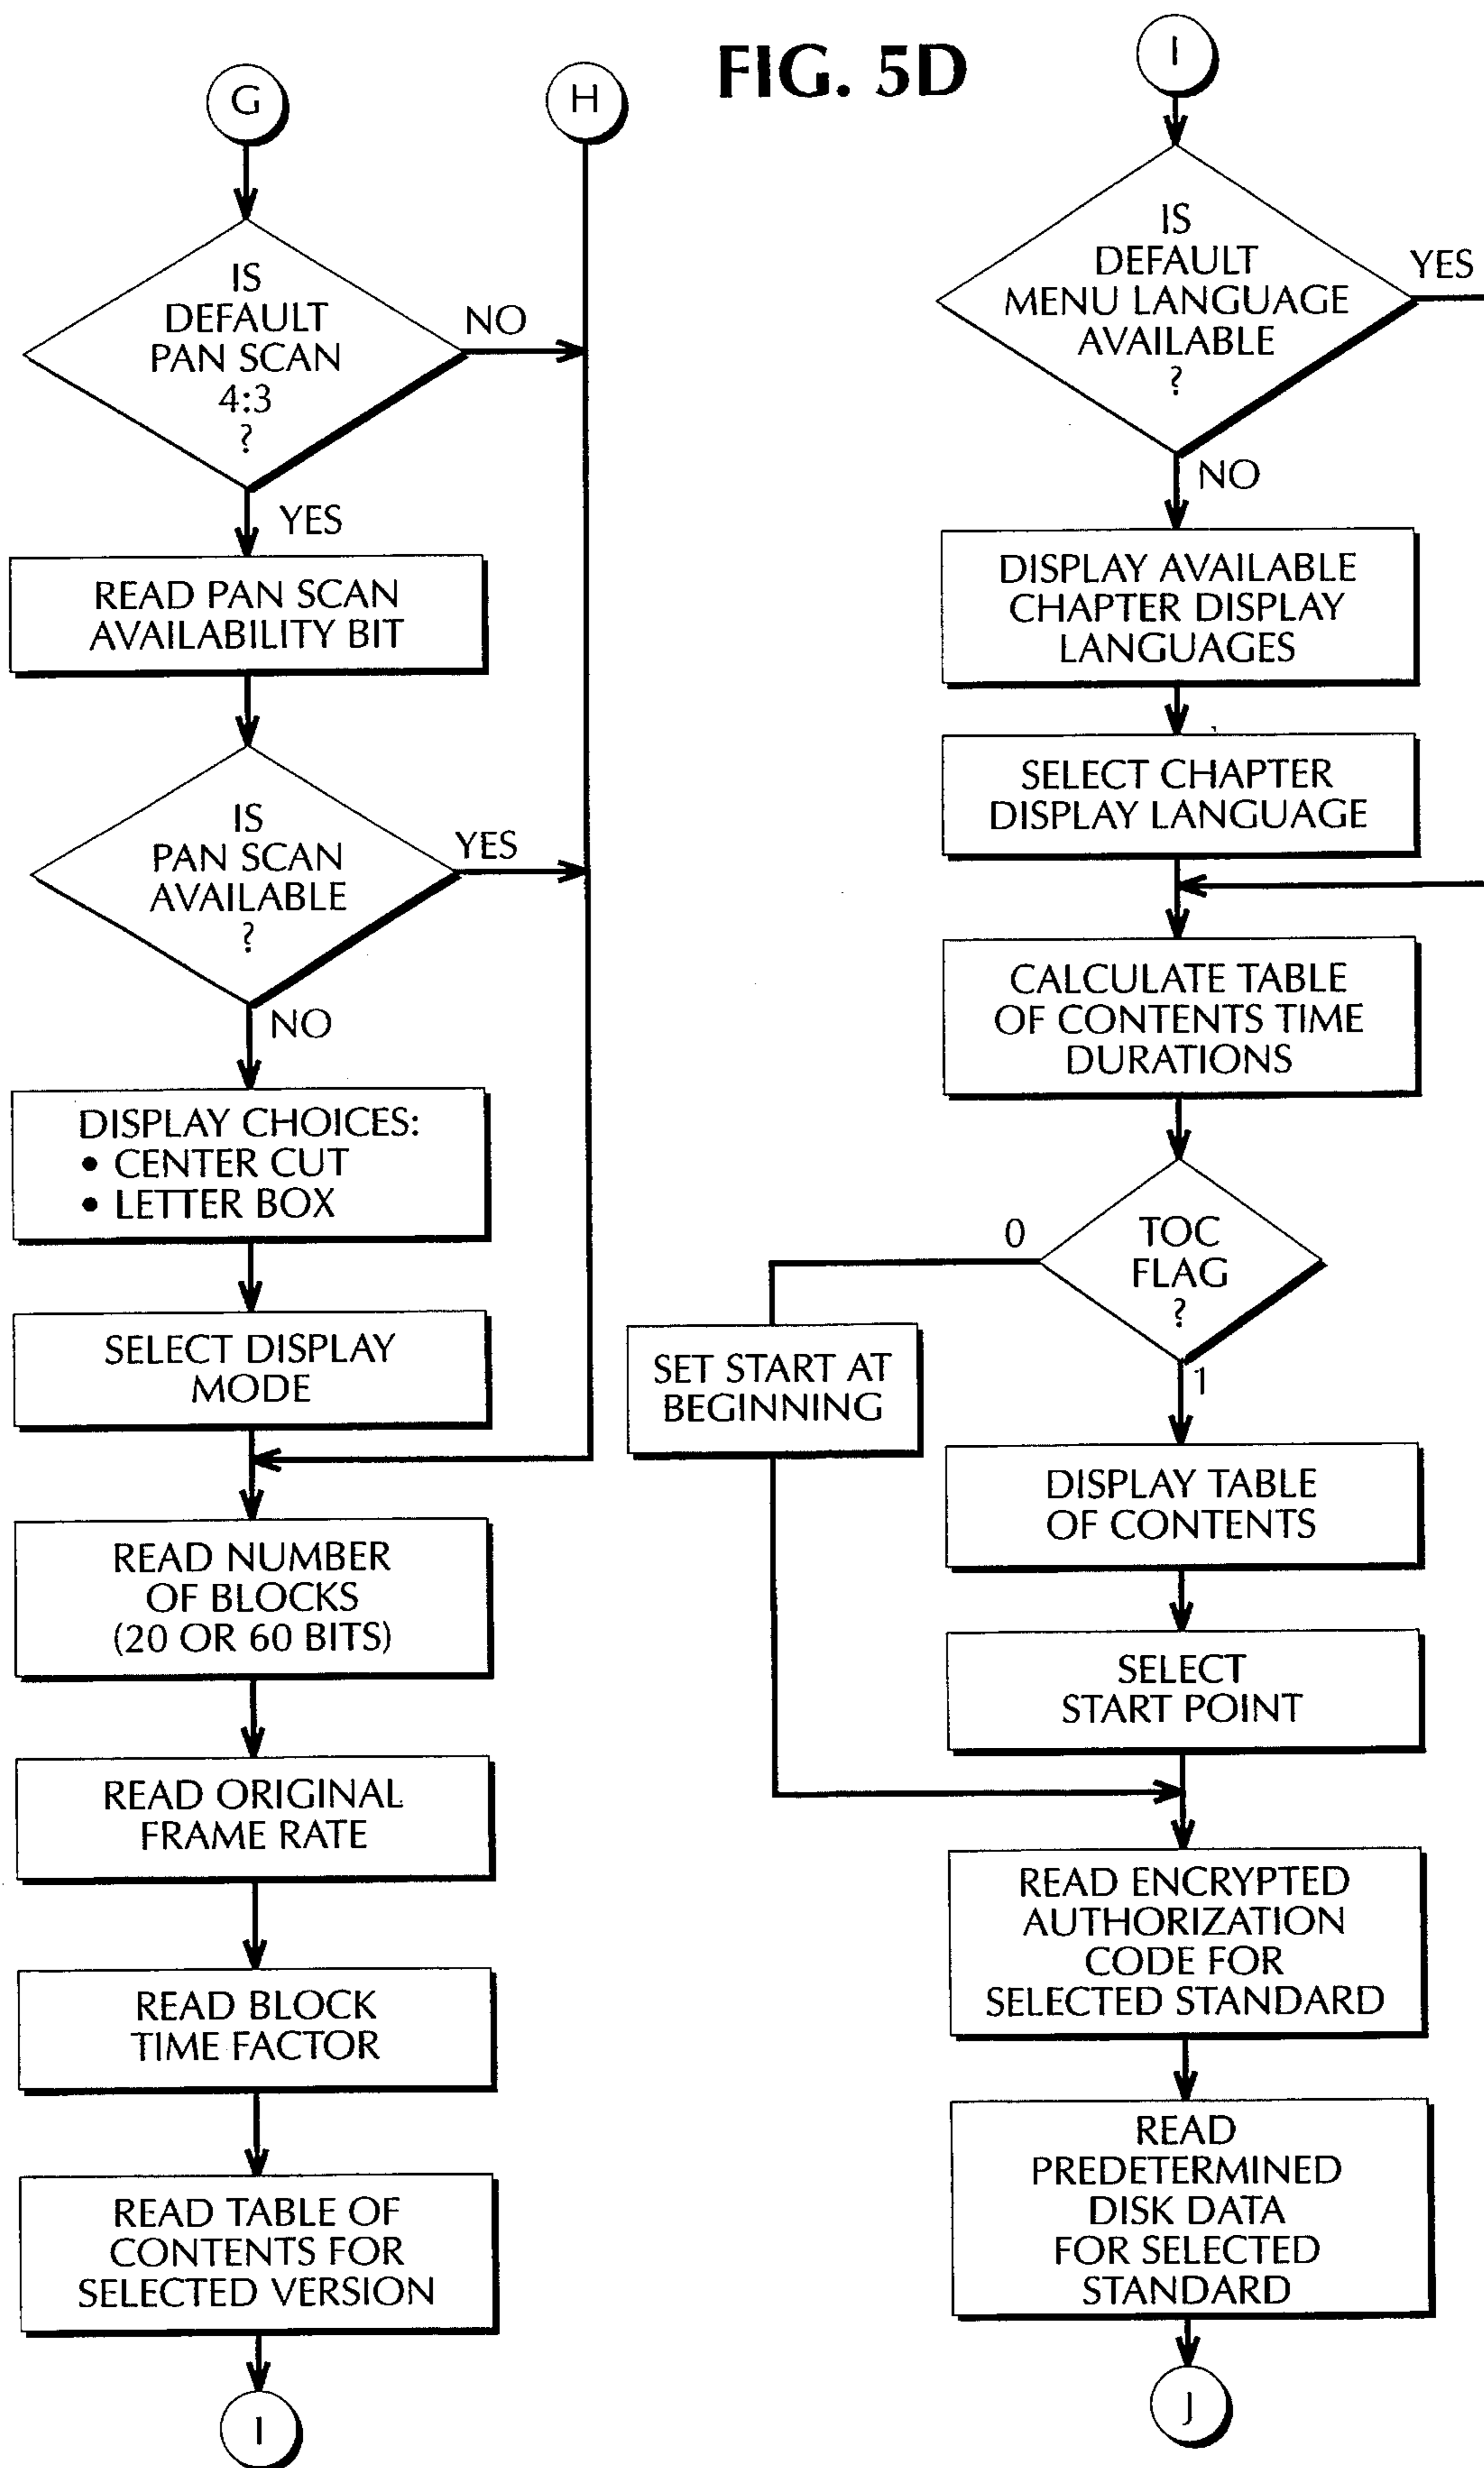 FIG. 5D
G
H
IS
DEFAULT
PAN SCAN
4:3
?
NO
YES
READ PAN SCAN
AVAILABILITY BIT
IS
PAN SCAN
AVAILABLE
?
YES
NO
DISPLAY CHOICES:
• CENTER CUT
• LETTER BOX
SELECT DISPLAY
MODE
READ NUMBER
OF BLOCKS
(20 OR 60 BITS)
READ ORIGINAL
FRAME RATE
READ BLOCK
TIME FACTOR
READ TABLE OF
CONTENTS FOR
SELECTED VERSION
I
I
IS
DEFAULT
MENU LANGUAGE
AVAILABLE
?
YES
NO
DISPLAY AVAILABLE
CHAPTER DISPLAY
LANGUAGES
SELECT CHAPTER
DISPLAY LANGUAGE
CALCULATE TABLE
OF CONTENTS TIME
DURATIONS
TOC
FLAG
?
0
1
SET START AT
BEGINNING
DISPLAY TABLE
OF CONTENTS
SELECT
START POINT
READ ENCRYPTED
AUTHORIZATION
CODE FOR
SELECTED STANDARD
READ
PREDETERMINED
DISK DATA
FOR SELECTED
STANDARD
J